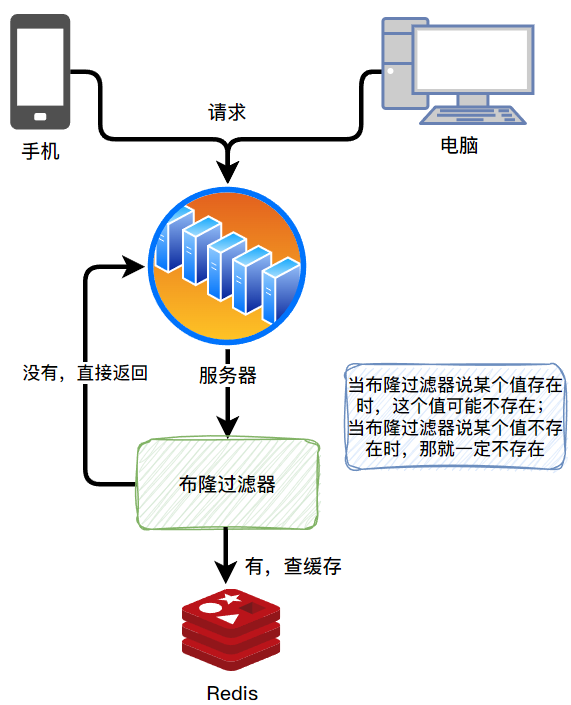 请求
手机
电脑
没有，直接返回
服务器
当布隆过滤器说某个值存在
时，这个值可能不存在；
当布隆过滤器说某个值不存
在时，那就一定不存在
布隆过滤器
有，查缓存
Redis